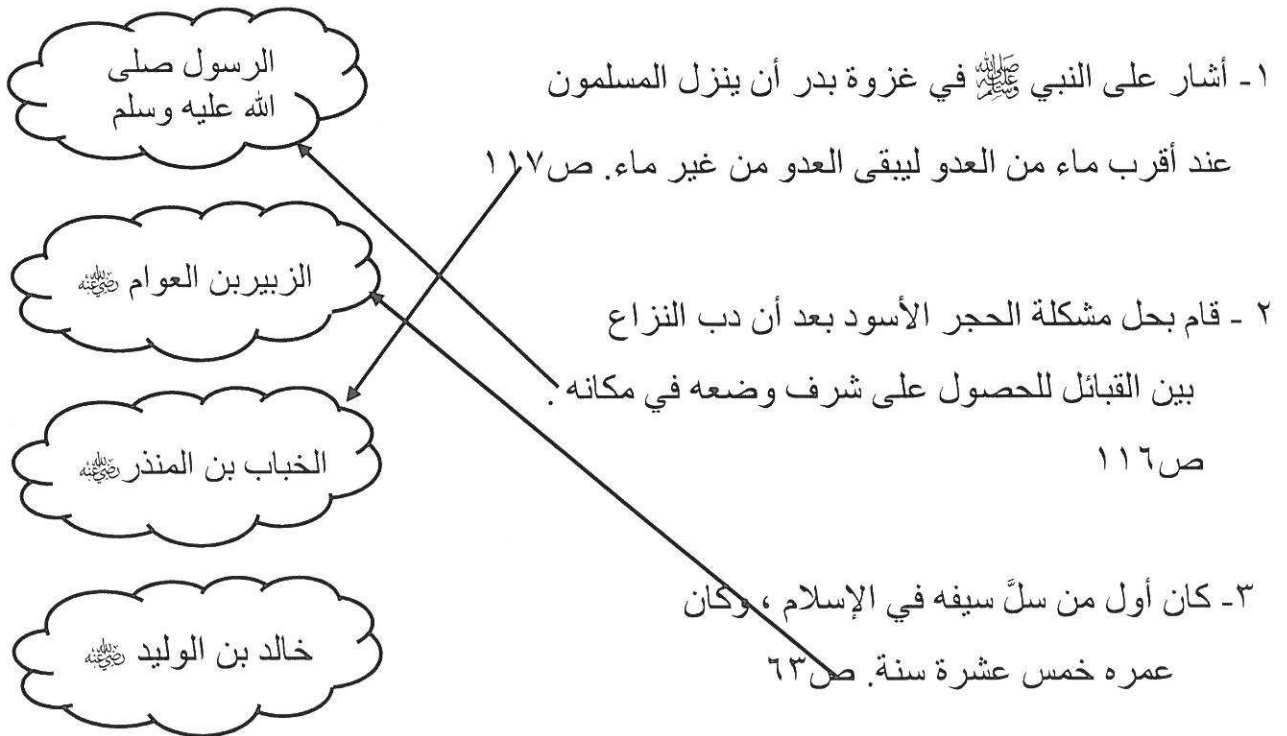 ١- أشار على النبي ﷺ في غزوة بدر أن ينزل المسلمون
عند أقرب ماء من العدو ليبقى العدو من غير ماء. ص١١٧
٢ - قام بحل مشكلة الحجر الأسود بعد أن دب النزاع
بين القبائل للحصول على شرف وضعه في مكانه .
ص١١٦
٣- كان أول من سلَّ سيفه في الإسلام ، وكان
عمره خمس عشرة سنة. ص٦٣
الرسول صلى
الله عليه وسلم
الزبيربن العوام رضي الله عنه
الخباب بن المنذر رضي الله عنه
خالد بن الوليد رضي الله عنه